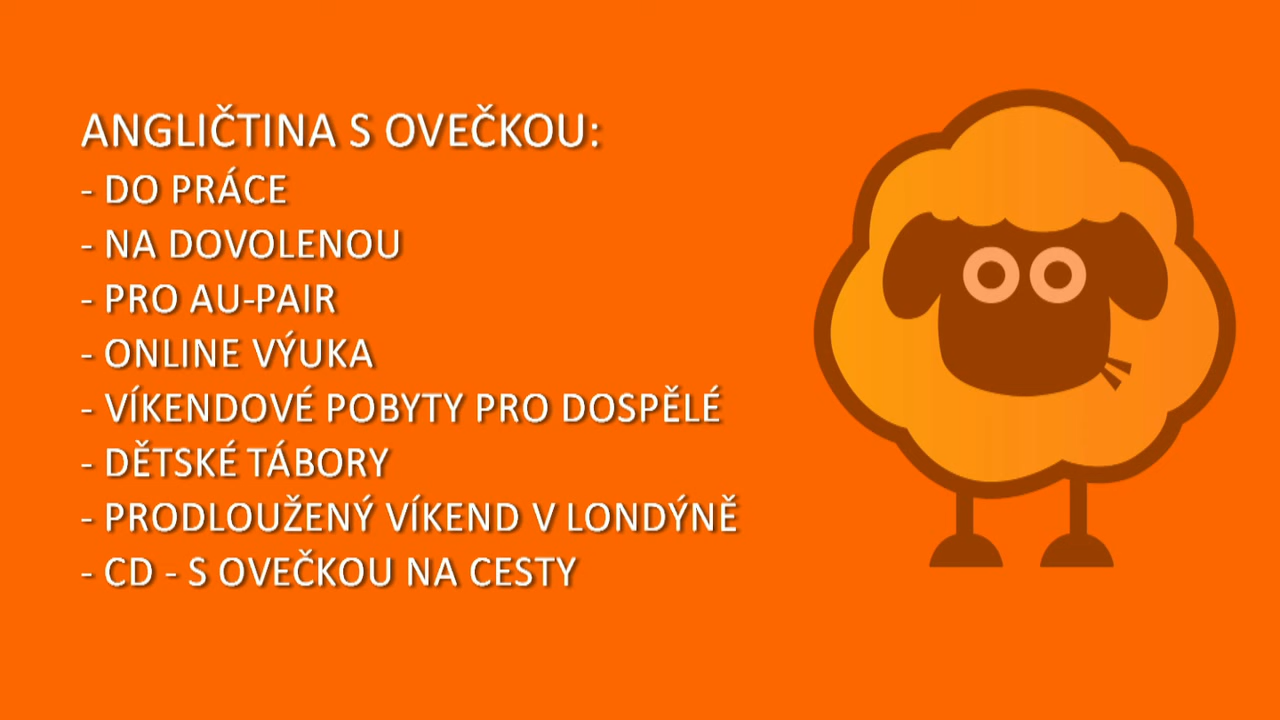 ANGLIČTINA S OVEČKOU:
- DO PRÁCE
- NA DOVOLENOU
- PRO AU-PAIR
- ONLINE VÝUKA
- VÍKENDOVÉ POBYTY PRO DOSPĚLÉ
- DĚTSKÉ TÁBORY
- PRODLOUŽENÝ VÍKEND V LONDÝNĚ
- CD - S OVEČKOU NA CESTY